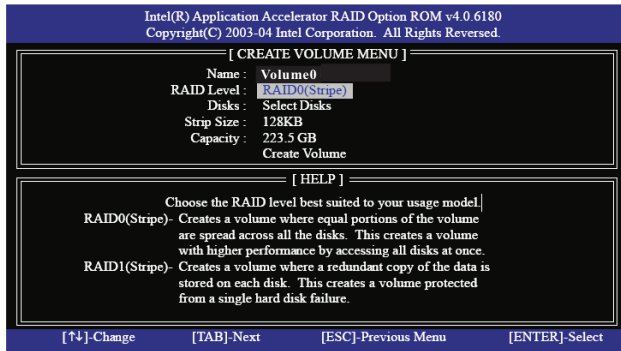 Intel(R) Application Accelerator RAID Option ROM v4.0.6180
Copyright(C) 2003-04 Intel Corporation. All Rights Reserved.
[ CREATE VOLUME MENU ]
Name : Volume0
RAID Level : RAID0(Stripe)
Disks : Select Disks
Strip Size : 128KB
Capacity : 223.5 GB
Create Volume
[ HELP ]
Choose the RAID level best suited to your usage model.
RAID0(Stripe)- Creates a volume where equal portions of the volume
are spread across all the disks. This creates a volume
with higher performance by accessing all disks at once.
RAID1(Stripe)- Creates a volume where a redundant copy of the data is
stored on each disk. This creates a volume protected
from a single hard disk failure.
[↑↓]-Change [TAB]-Next [ESC]-Previous Menu [ENTER]-Select